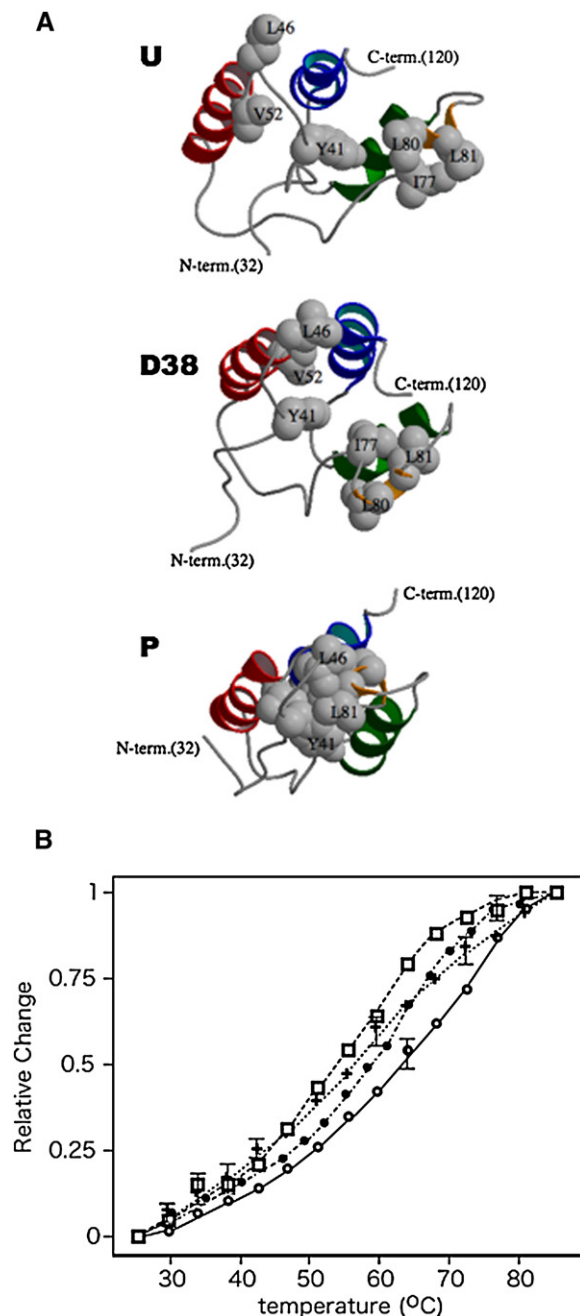 A
U
L46
C-term.(120)
V52
Y41
L80
L81
I77
N-term.(32)
D38
L46
V52
C-term.(120)
Y41
I77
L81
L80
N-term.(32)
P
C-term.(120)
L46
L81
N-term.(32)
Y41
B
1
0.75
0.5
0.25
0
Relative Change
30 40 50 60 70 80
temperature (ºC)